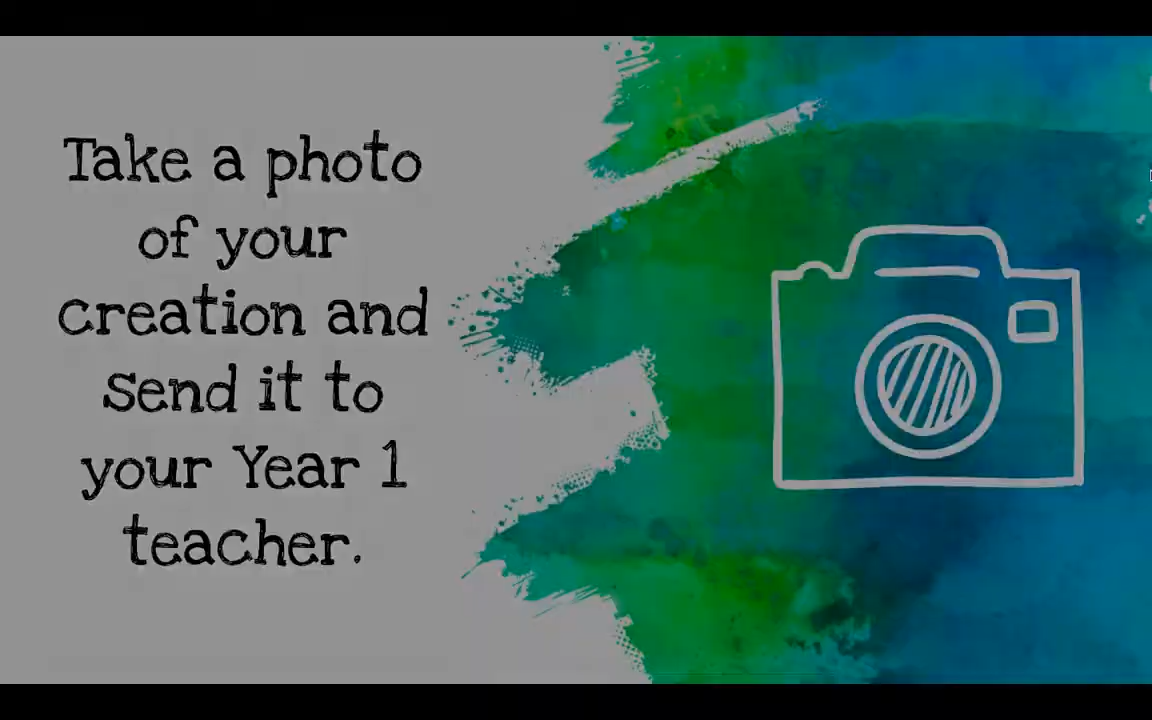 Take a photo
of your
creation and
send it to
your Year 1
teacher.